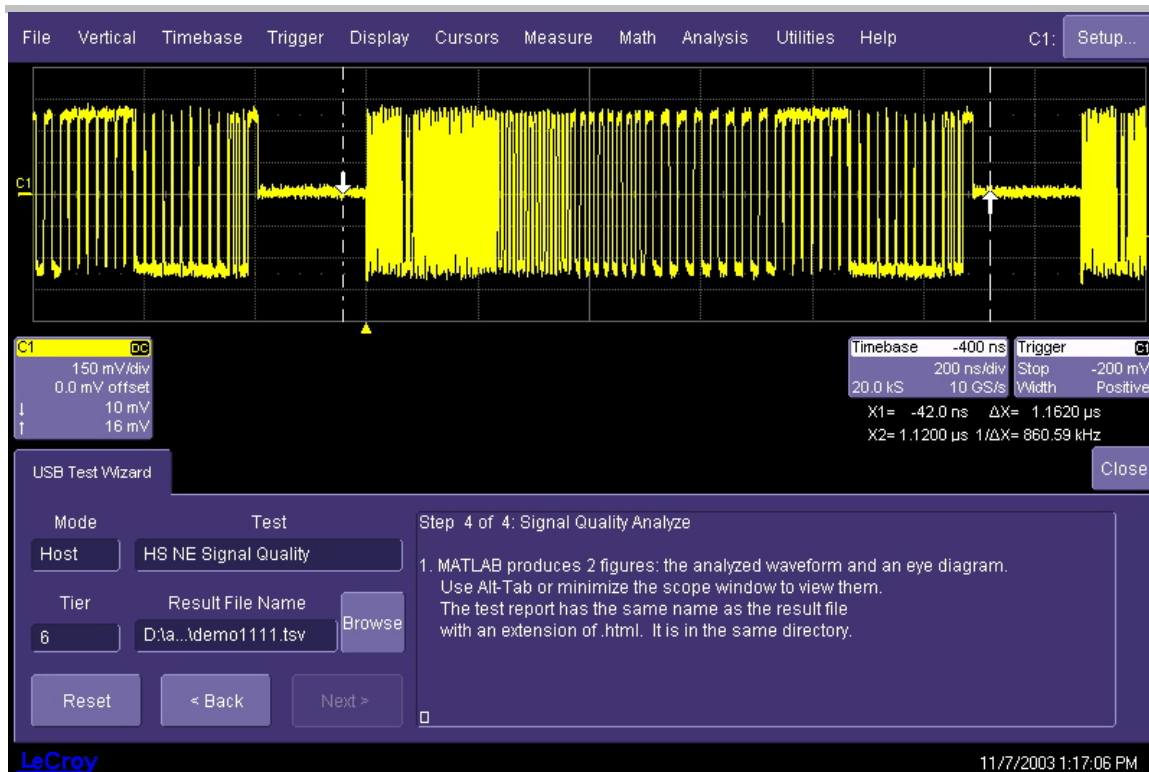 File Vertical Timebase Trigger Display Cursors Measure Math Analysis Utilities Help C1: Setup...
C1
C1 DC
150 mV/div
0.0 mV offset
↓ 10 mV
↑ 16 mV
Timebase -400 ns
200 ns/div
20.0 kS 10 GS/s
Trigger C1
Stop -200 mV
Width Positive
X1= -42.0 ns ΔX= 1.1620 µs
X2= 1.1200 µs 1/ΔX= 860.59 kHz
USB Test Wizard
Close
Mode Test
Host HS NE Signal Quality
Tier Result File Name
6 D:\a...\demo1111.tsv Browse
Reset < Back Next >
Step 4 of 4: Signal Quality Analyze
1. MATLAB produces 2 figures: the analyzed waveform and an eye diagram.
Use Alt-Tab or minimize the scope window to view them.
The test report has the same name as the result file
with an extension of .html. It is in the same directory.
LeCroy
11/7/2003 1:17:06 PM